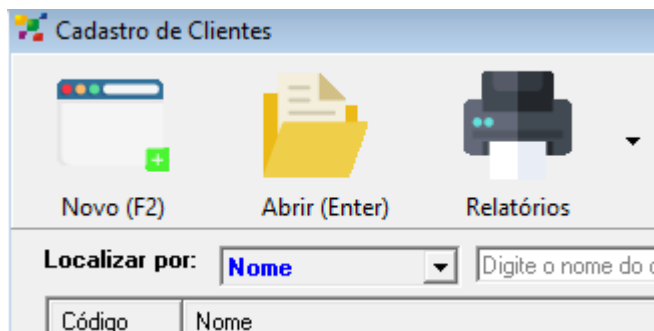 Cadastro de Clientes
Novo (F2) Abrir (Enter) Relatórios
Localizar por: Nome Digite o nome do
Código Nome